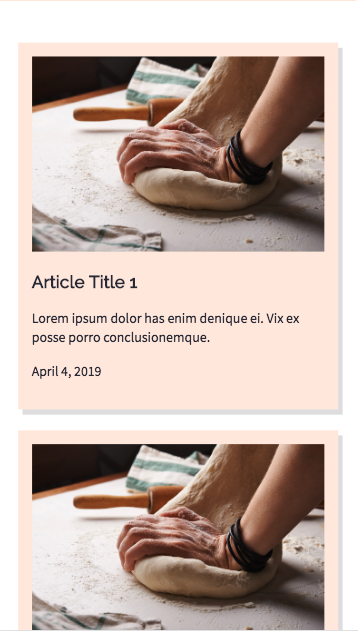 Article Title 1
Lorem ipsum dolor has enim denique ei. Vix ex
posse porro conclusionemque.
April 4, 2019